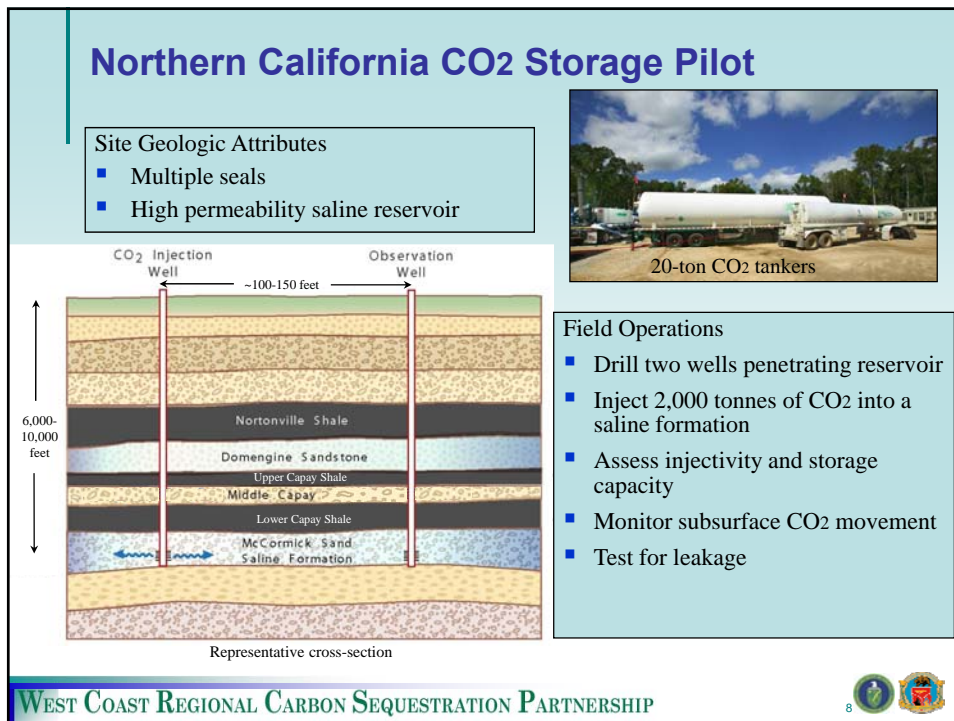 Northern California CO2 Storage Pilot
Site Geologic Attributes
Multiple seals
High permeability saline reservoir
20-ton CO2 tankers
CO2 Injection
Well
Observation
Well
~100-150 feet
6,000-
10,000
feet
Nortonville Shale
Domengine Sandstone
Upper Capay Shale
Middle Capay
Lower Capay Shale
McCormick Sand
Saline Formation
Representative cross-section
Field Operations
Drill two wells penetrating reservoir
Inject 2,000 tonnes of CO2 into a
saline formation
Assess injectivity and storage
capacity
Monitor subsurface CO2 movement
Test for leakage
WEST COAST REGIONAL CARBON SEQUESTRATION PARTNERSHIP
8